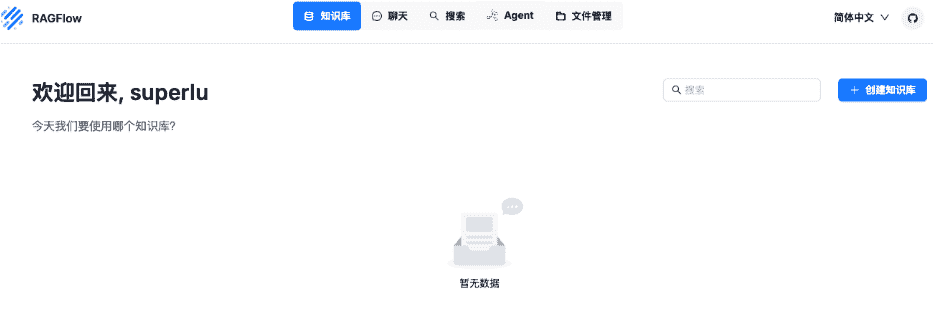 RAGFlow 知识库 聊天 搜索 Agent 文件管理 简体中文
欢迎回来, superlu
搜索 创建知识库
今天我们要使用哪个知识库?
暂无数据